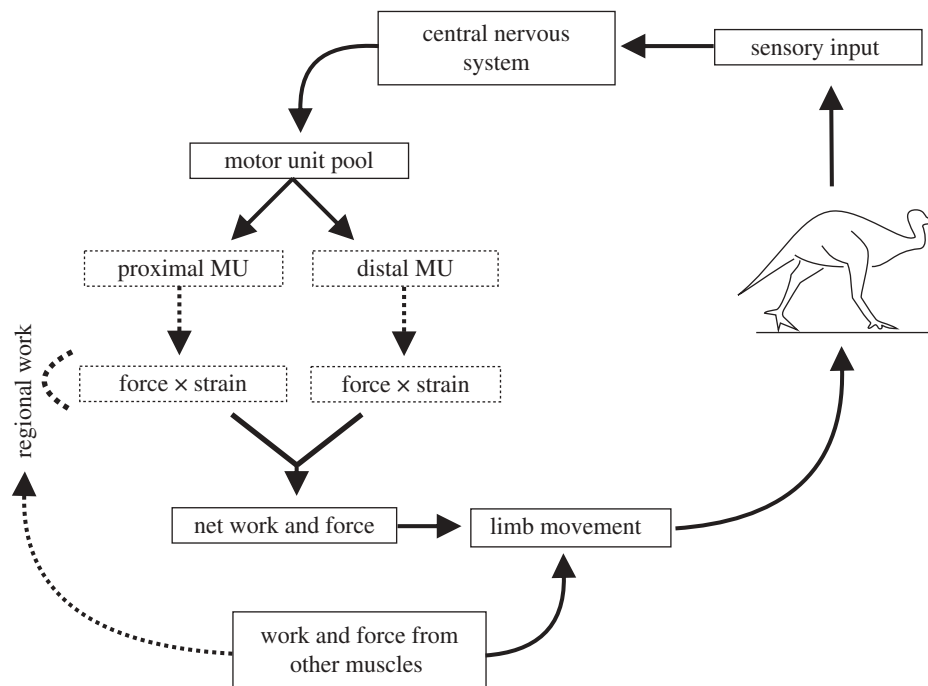 central nervous
system
sensory input
motor unit pool
proximal MU
distal MU
regional work
force × strain
force × strain
net work and force
limb movement
work and force from
other muscles